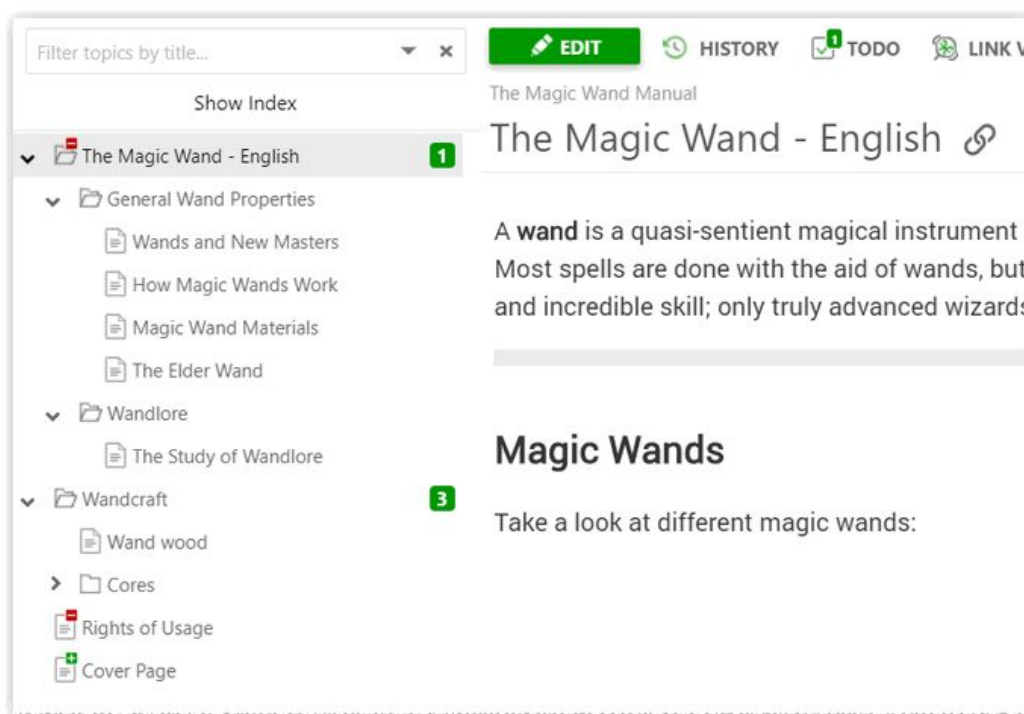 Filter topics by title...
Show Index
The Magic Wand - English 1
General Wand Properties
Wands and New Masters
How Magic Wands Work
Magic Wand Materials
The Elder Wand
Wandlore
The Study of Wandlore
Wandcraft 3
Wand wood
Cores
Rights of Usage
Cover Page
EDIT HISTORY 1 TODO LINK
The Magic Wand Manual
The Magic Wand - English
A wand is a quasi-sentient magical instrument
Most spells are done with the aid of wands, but
and incredible skill; only truly advanced wizards
Magic Wands
Take a look at different magic wands: